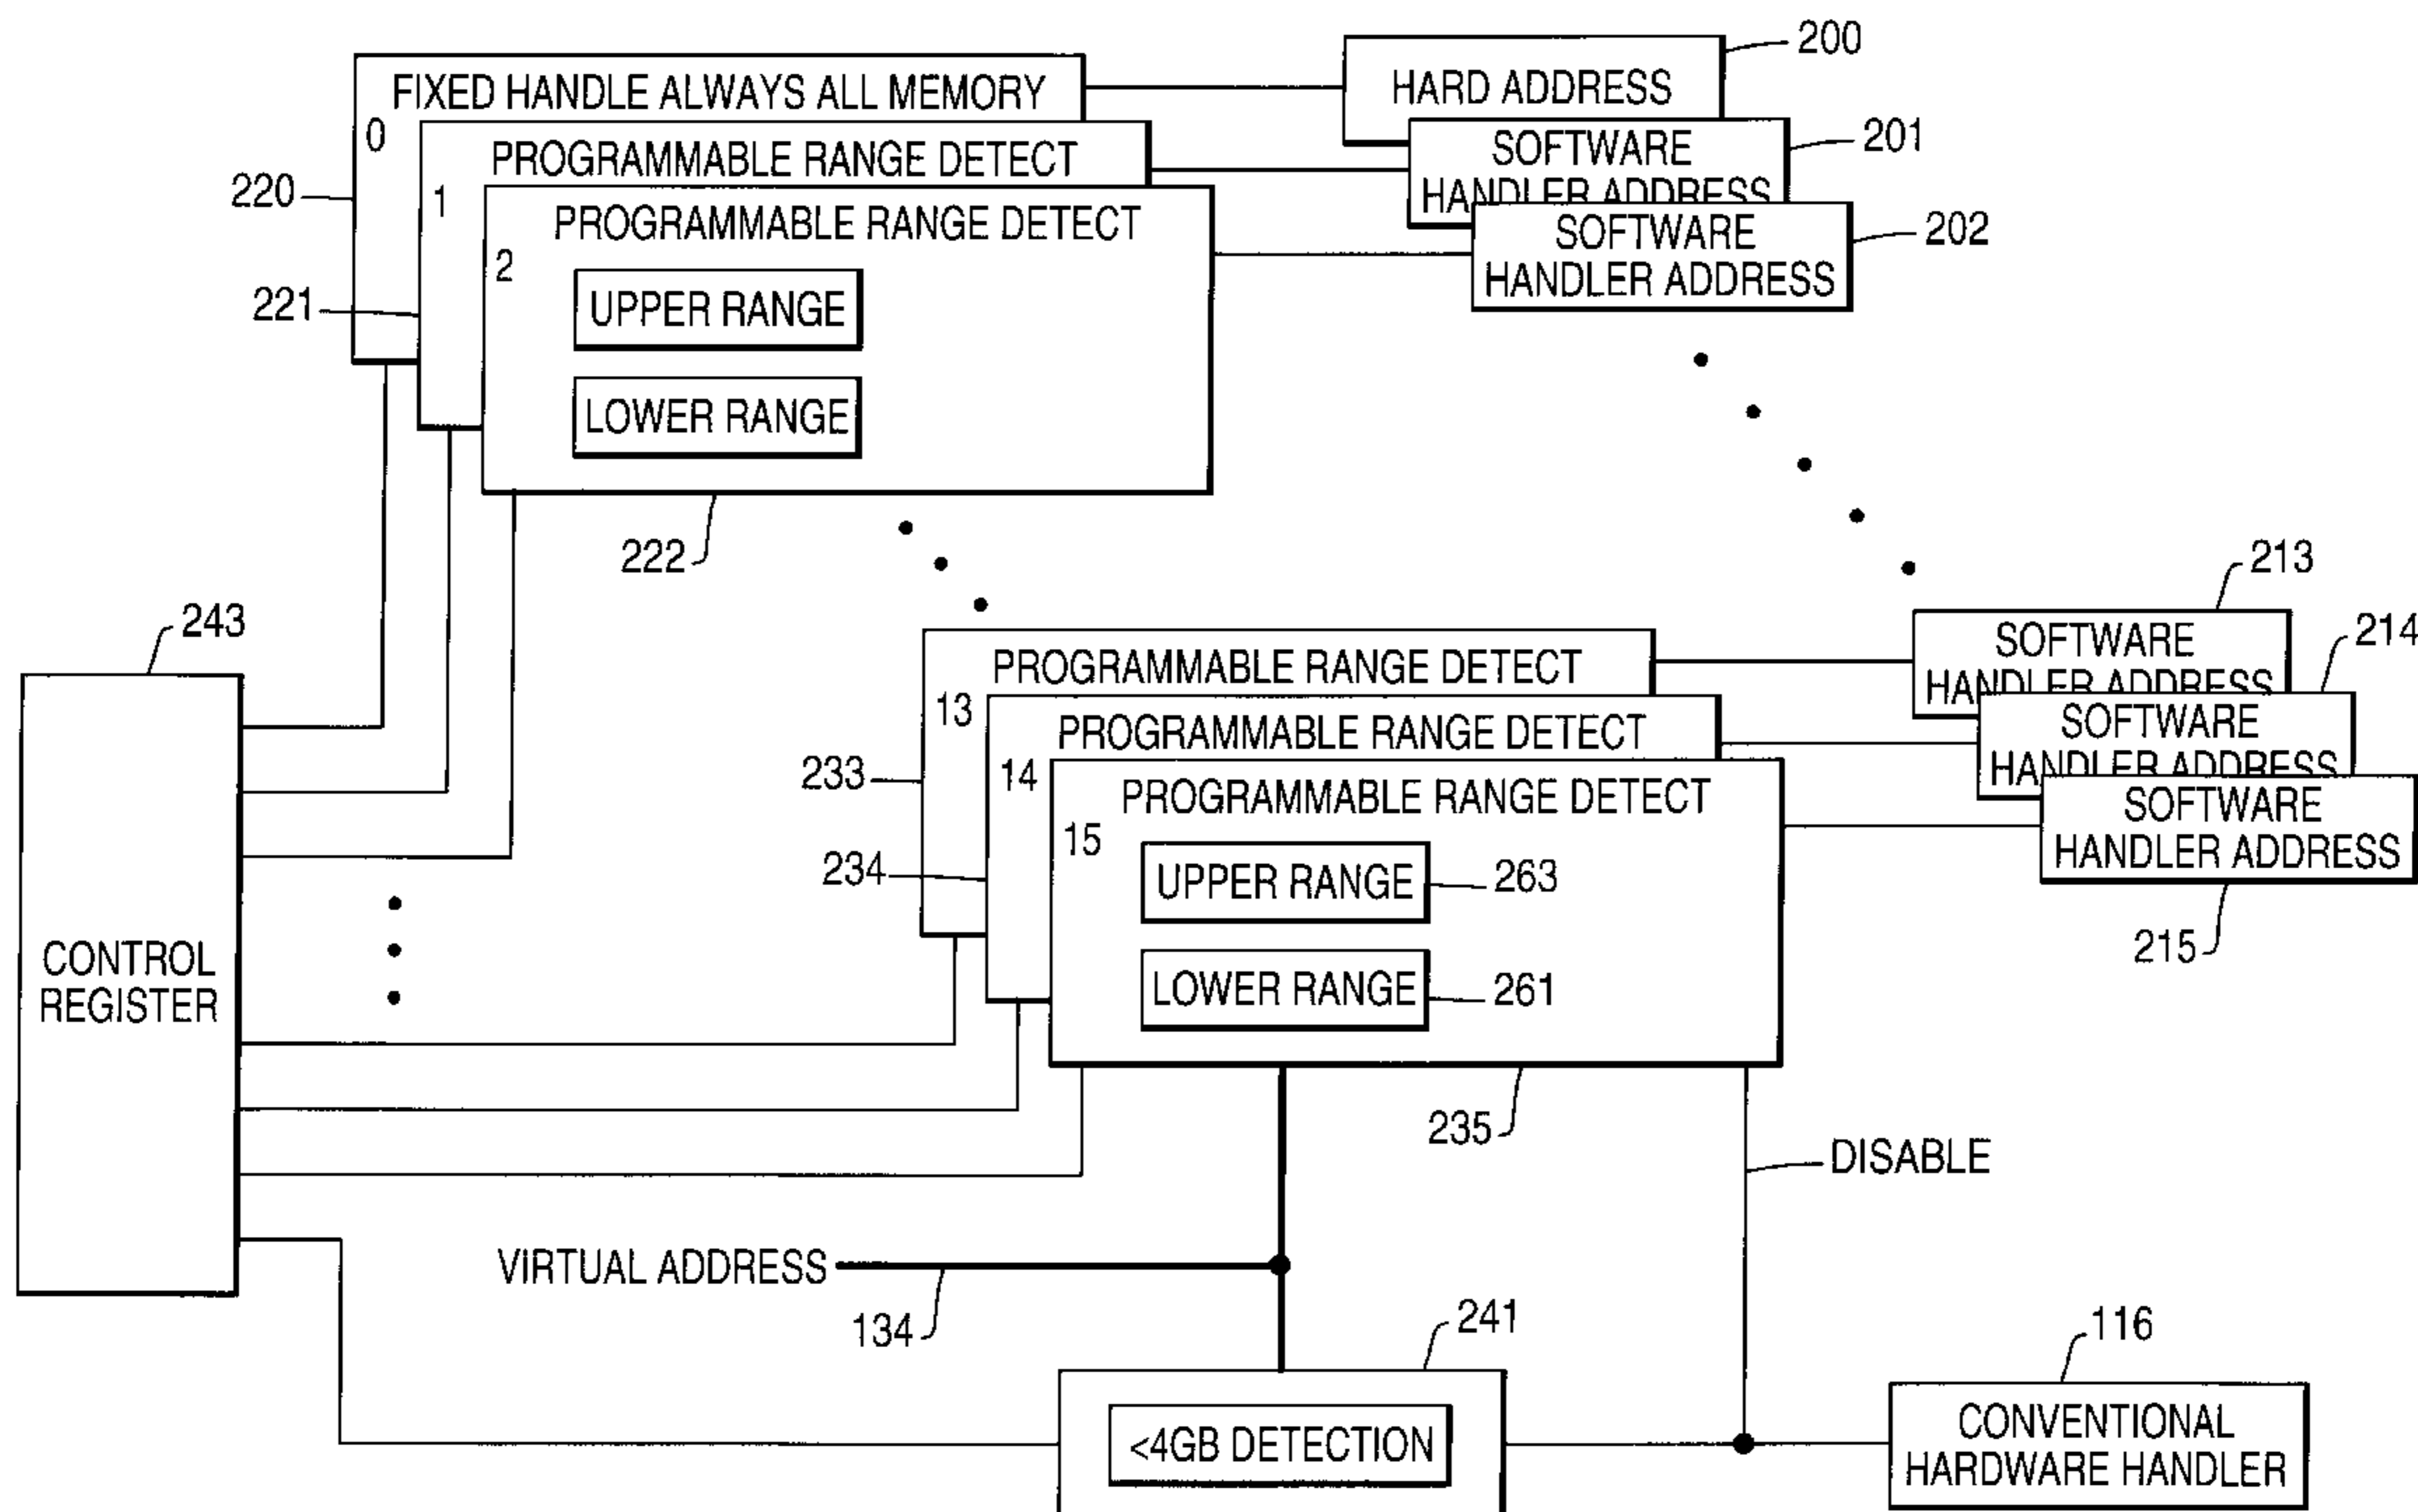 FIXED HANDLE ALWAYS ALL MEMORY
0
220
HARD ADDRESS
200
PROGRAMMABLE RANGE DETECT
1
221
SOFTWARE
HANDLER ADDRESS
201
PROGRAMMABLE RANGE DETECT
2
UPPER RANGE
LOWER RANGE
222
SOFTWARE
HANDLER ADDRESS
202
243
CONTROL
REGISTER
PROGRAMMABLE RANGE DETECT
13
233
SOFTWARE
HANDLER ADDRESS
213
PROGRAMMABLE RANGE DETECT
14
234
SOFTWARE
HANDLER ADDRESS
214
PROGRAMMABLE RANGE DETECT
15
UPPER RANGE
263
LOWER RANGE
261
235
SOFTWARE
HANDLER ADDRESS
215
DISABLE
VIRTUAL ADDRESS
134
241
<4GB DETECTION
116
CONVENTIONAL
HARDWARE HANDLER